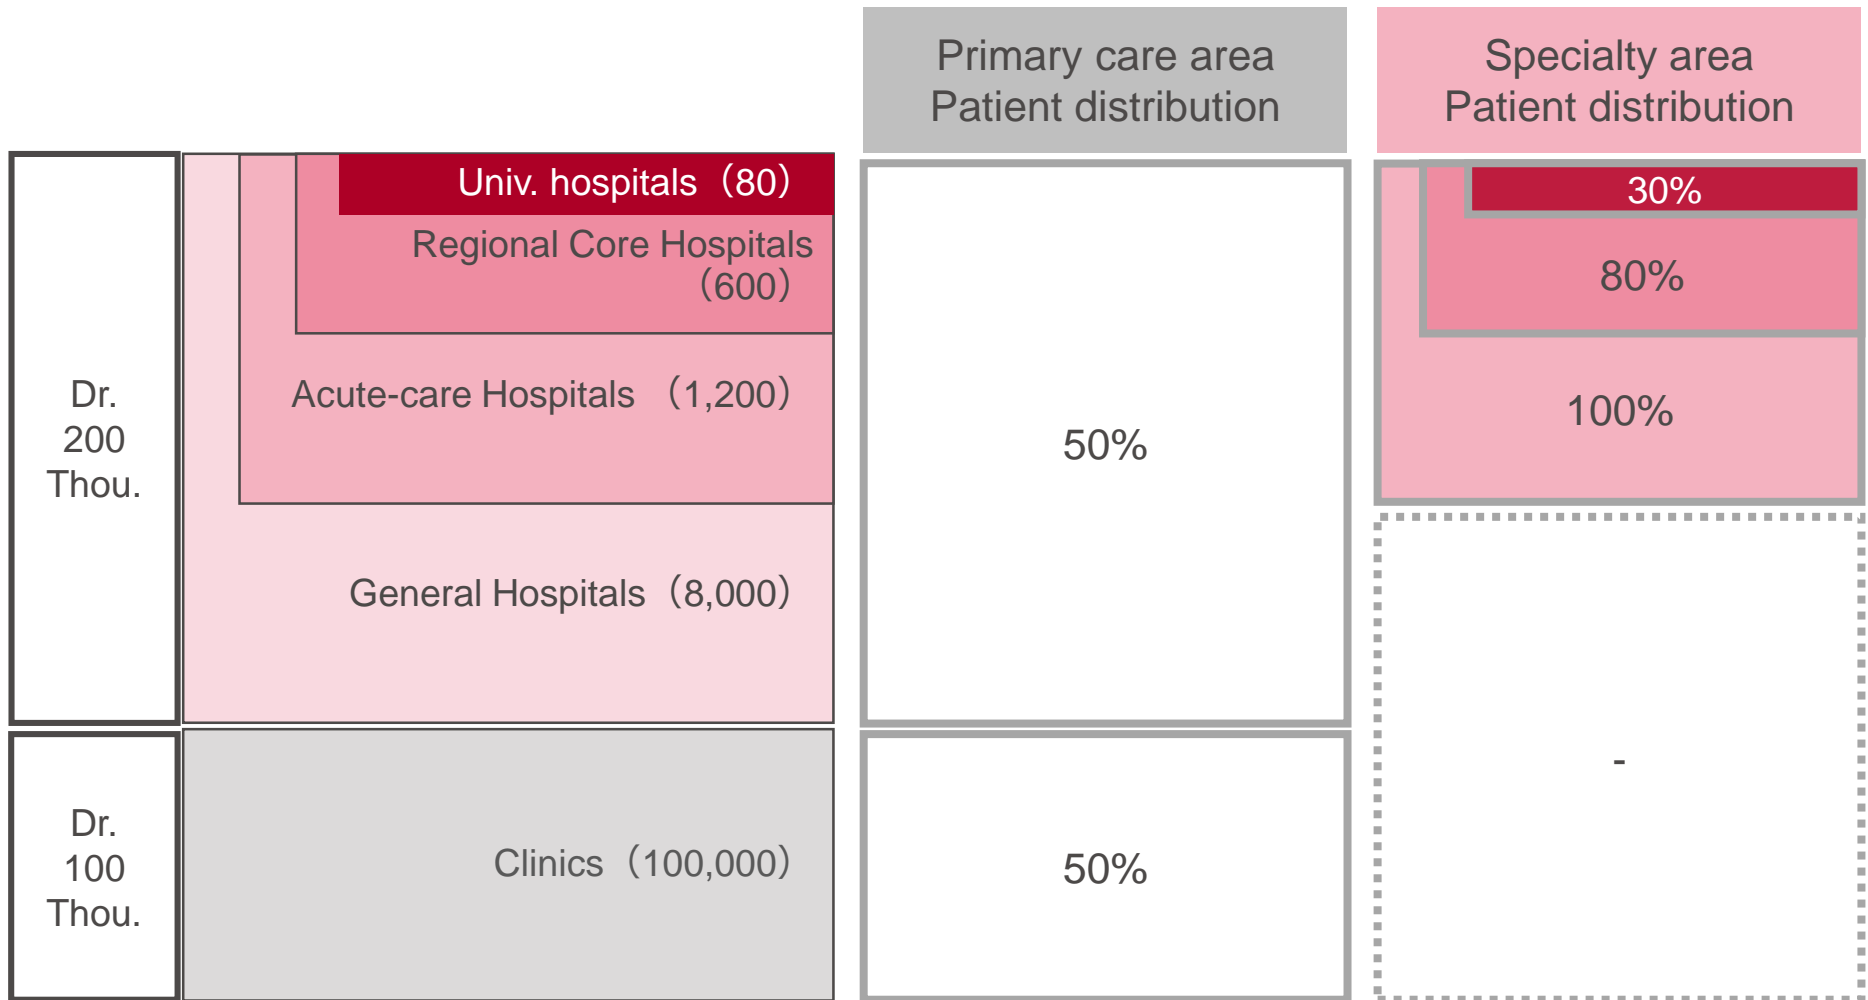 Primary care area
Patient distribution
Specialty area
Patient distribution
Dr.
200
Thou.
Univ. hospitals（80）
Regional Core Hospitals
（600）
Acute-care Hospitals （1,200）
General Hospitals（8,000）
50%
30%
80%
100%
-
Dr.
100
Thou.
Clinics（100,000）
50%